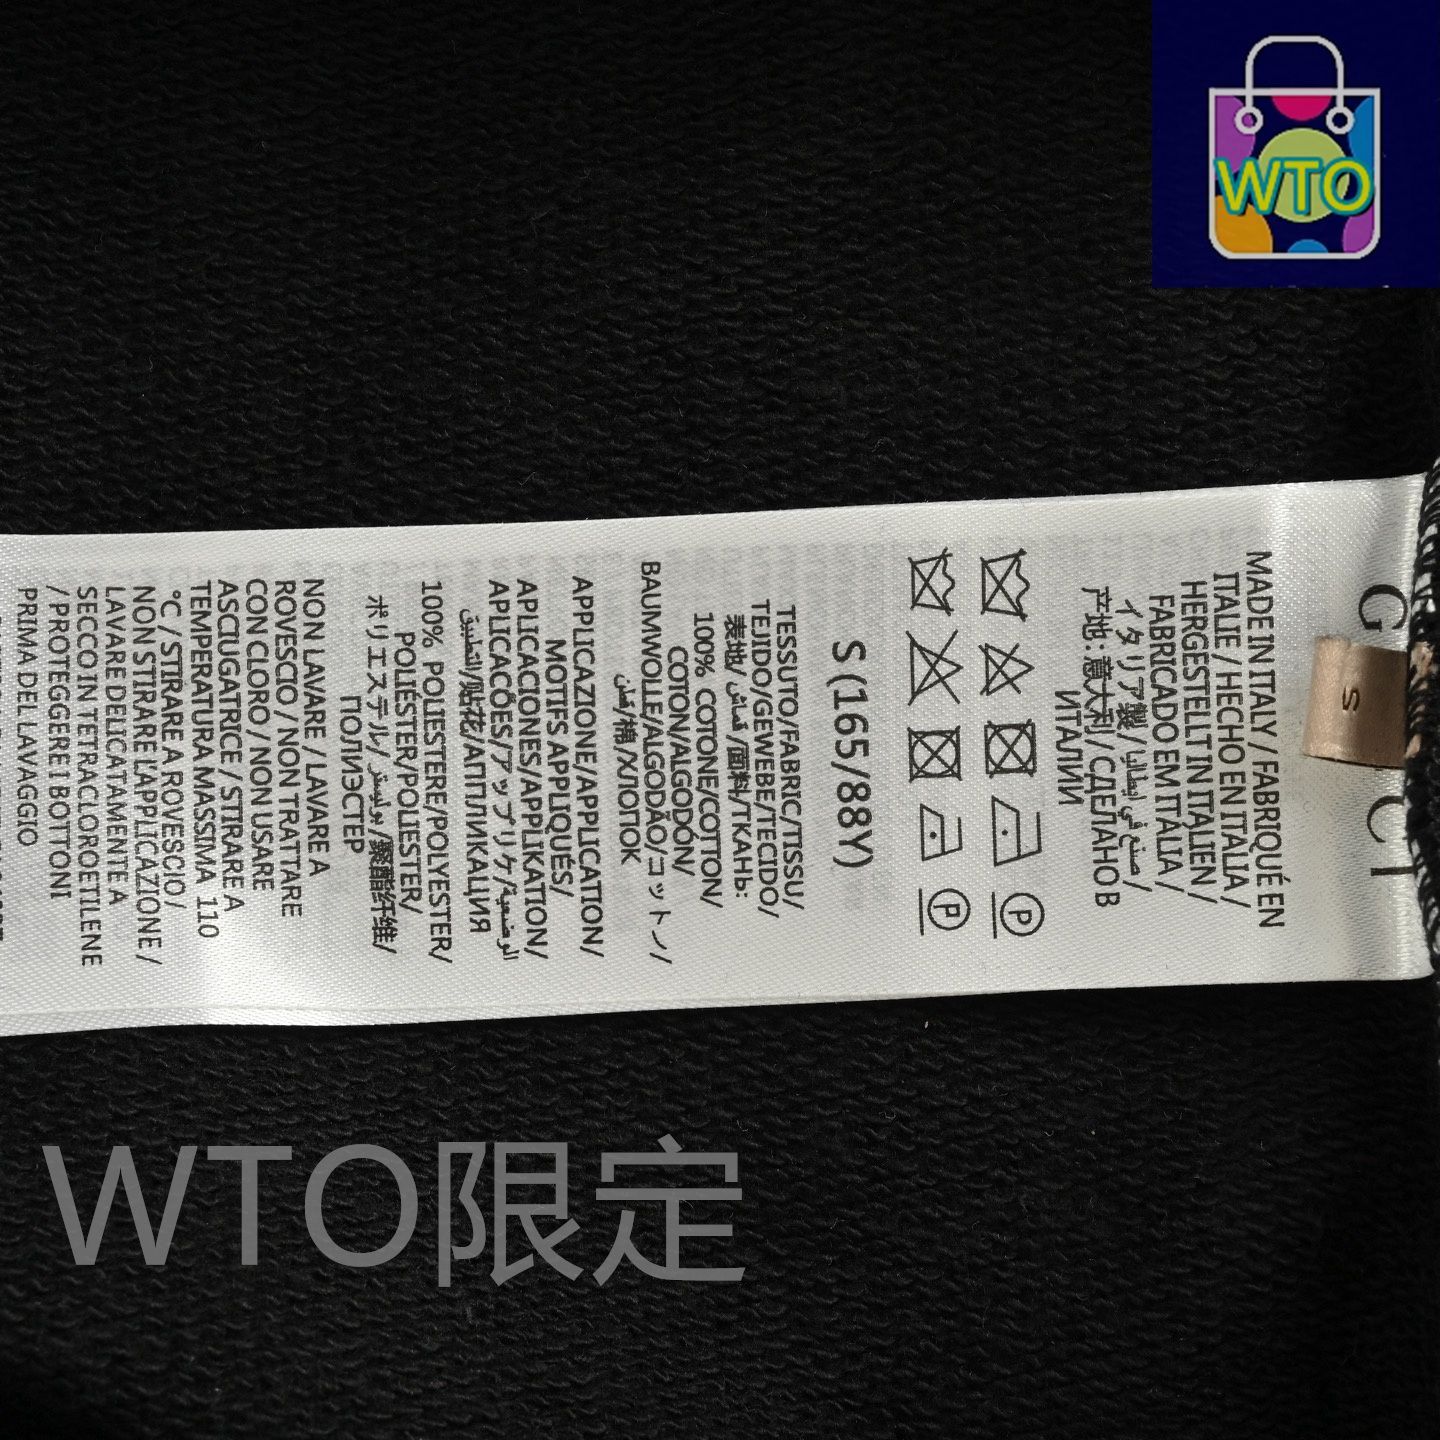 WTO
G CI
S
MADE IN ITALY / FABRIQUÉ EN
ITALIE / HECHO EN ITALIA /
HERGESTELLT IN ITALIEN /
FABRICADO EM ITÁLIA /
イタリア製 / صنع في ايطاليا /
产地: 意大利 / СДЕЛАНО В
ИТАЛИИ
P
P
S (165/88Y)
TESSUTO/FABRIC/TISSU/
TEJIDO/GEWEBE/TECIDO/
表地/ قماش /面料/ТКАНЬ:
100% COTONE/COTTON/
COTON/ALGODÓN/
BAUMWOLLE/ALGODÃO/コットン/
قطن/棉/ХЛОПОК
APPLICAZIONE/APPLICATION/
MOTIFS APPLIQUÉS/
APLICACIONES/APPLIKATION/
APLICACÕES/アップリケ/الوضعية/
التطبيق/贴花/АППЛИКАЦИЯ
100% POLIESTERE/POLYESTER/
POLIÉSTER/POLIESTER/
ポリエステル/بوليستر/聚酯纤维/
ПОЛИЭСТЕР
NON LAVARE / LAVARE A
ROVESCIO / NON TRATTARE
CON CLORO / NON USARE
ASCIUGATRICE / STIRARE A
TEMPERATURA MASSIMA 110
°C / STIRARE A ROVESCIO /
NON STIRARE L'APPLICAZIONE /
LAVARE DELICATAMENTE A
SECCO IN TETRACLOROETILENE
/ PROTEGGERE I BOTTONI
PRIMA DEL LAVAGGIO
WTO限定